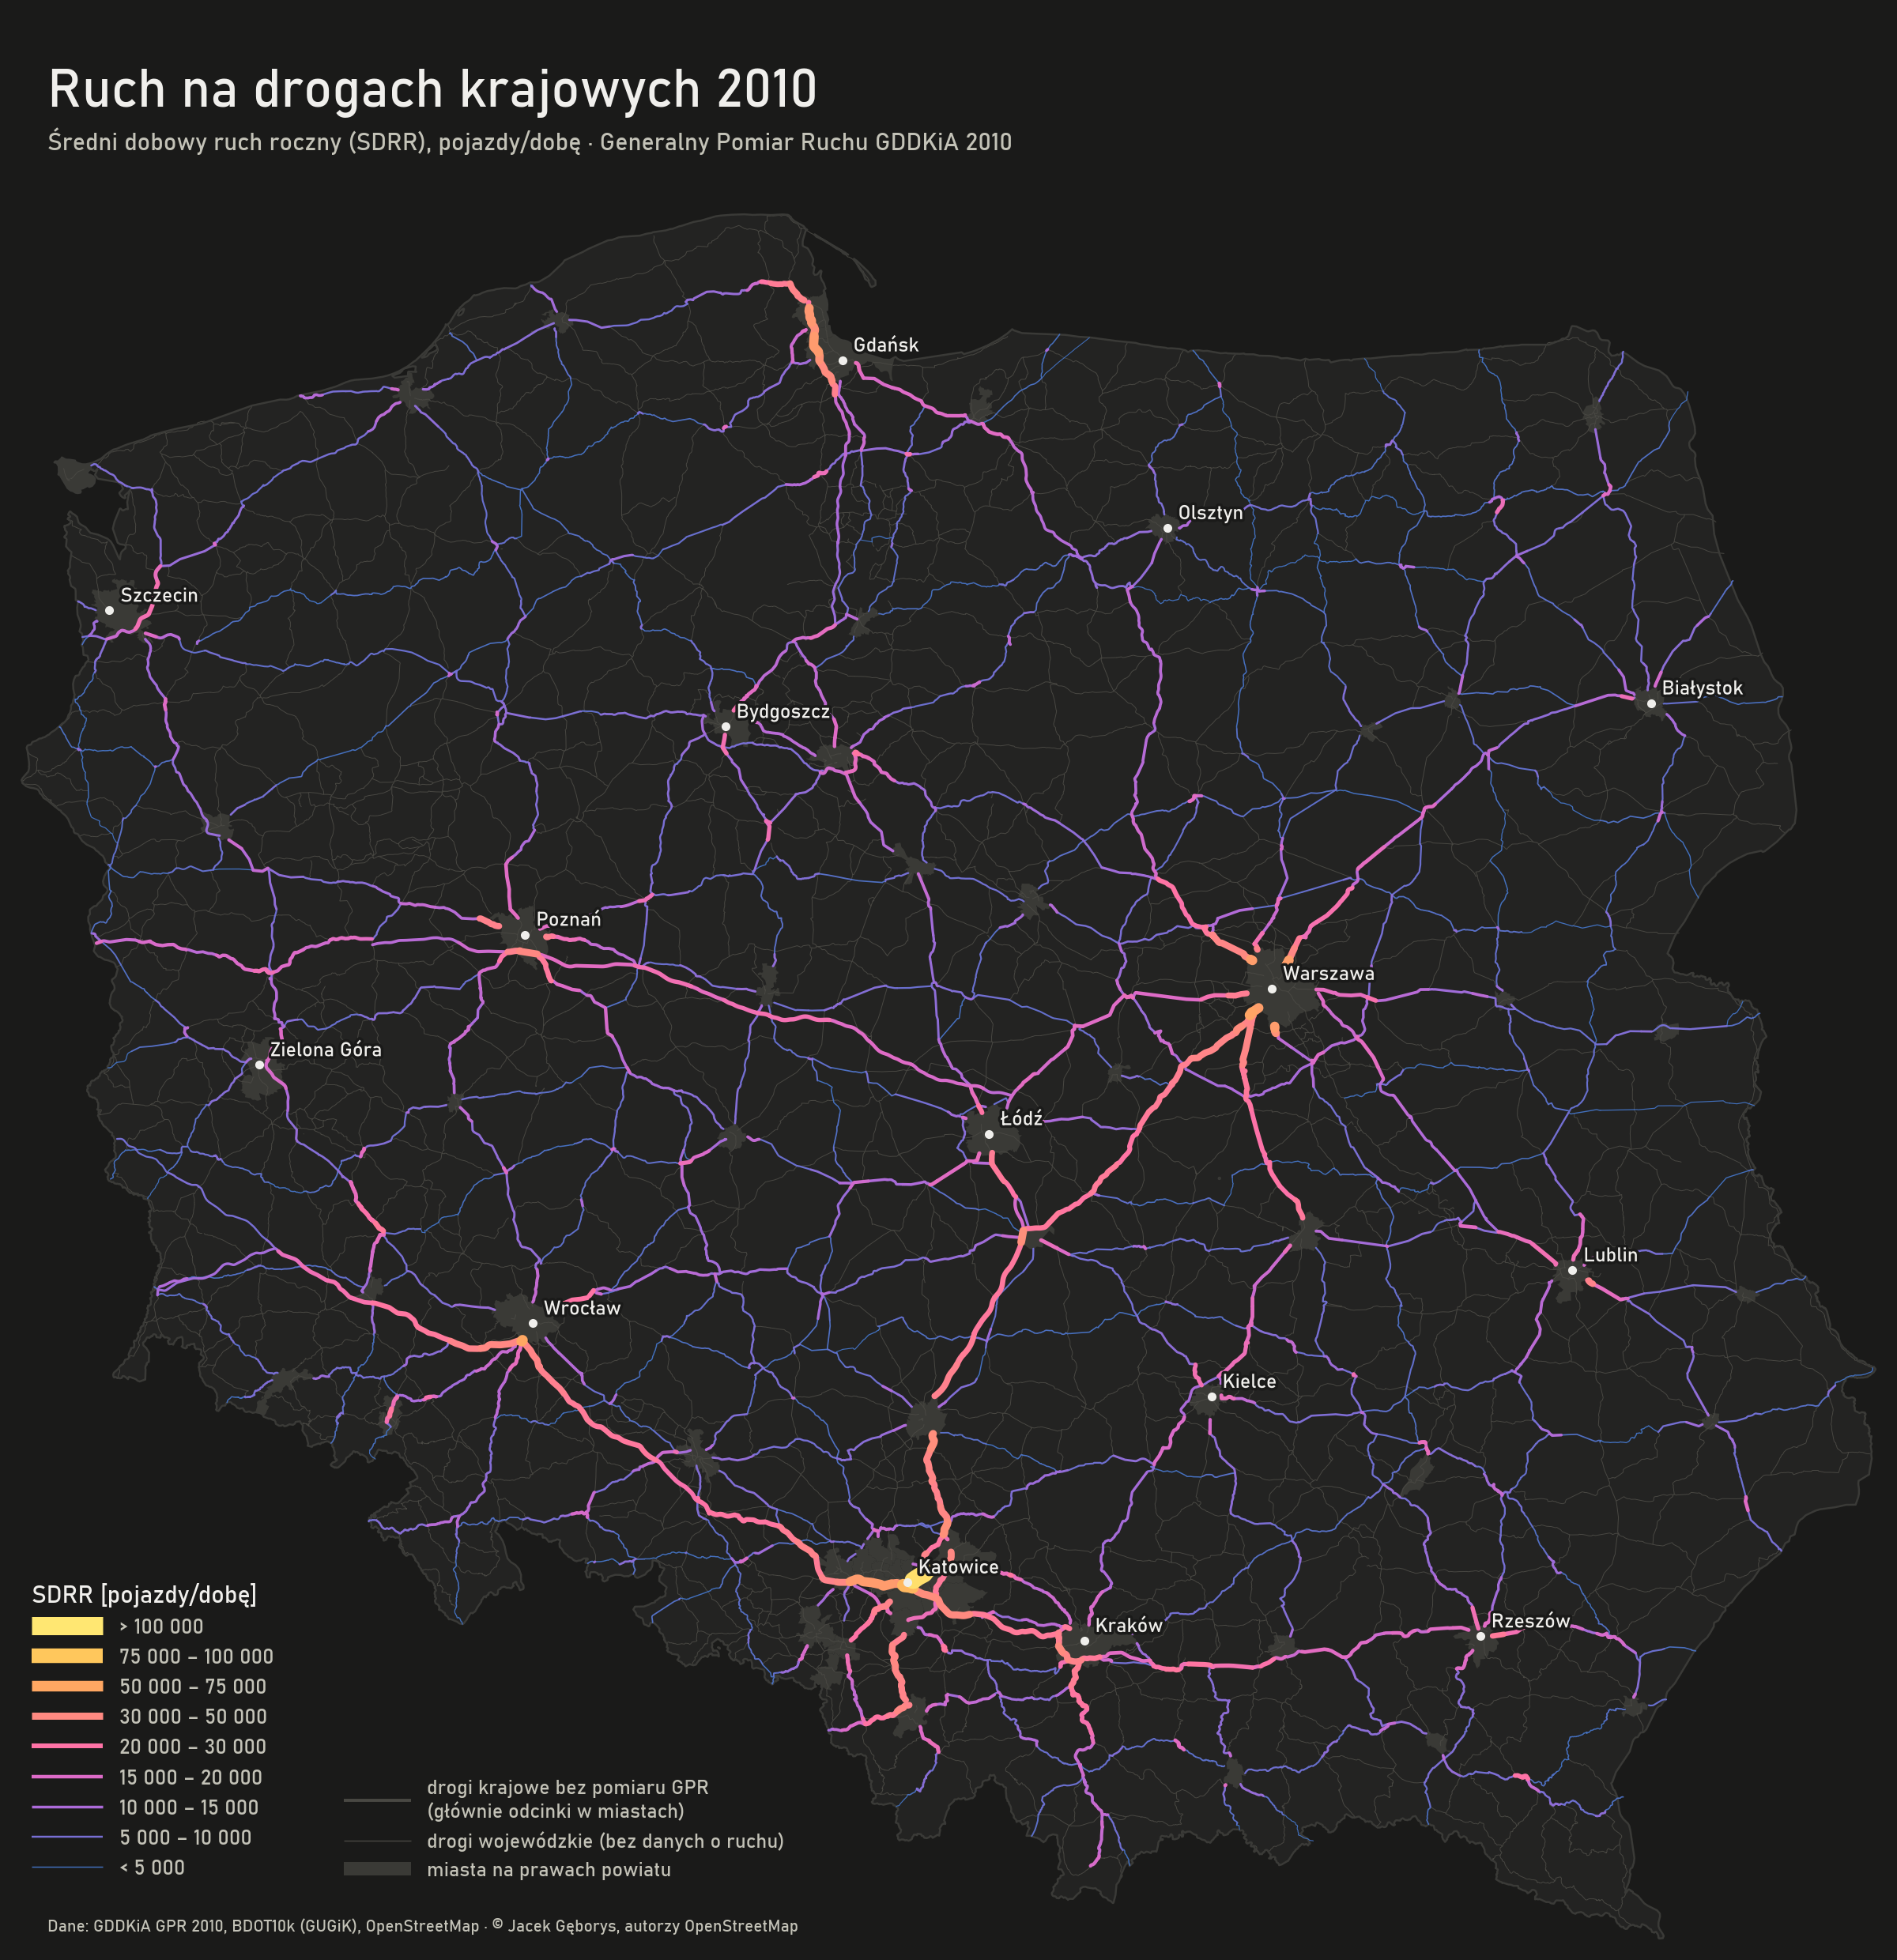 Ruch na drogach krajowych 2010
Średni dobowy ruch roczny (SDRR), pojazdy/dobę · Generalny Pomiar Ruchu GDDKiA 2010
Gdańsk
Olsztyn
Szczecin
Białystok
Bydgoszcz
Poznań
Warszawa
Zielona Góra
Łódź
Lublin
Wrocław
Kielce
Katowice
Kraków
Rzeszów
SDRR [pojazdy/dobę]
> 100 000
75 000 – 100 000
50 000 – 75 000
30 000 – 50 000
20 000 – 30 000
15 000 – 20 000
10 000 – 15 000
5 000 – 10 000
< 5 000
drogi krajowe bez pomiaru GPR
(głównie odcinki w miastach)
drogi wojewódzkie (bez danych o ruchu)
miasta na prawach powiatu
Dane: GDDKiA GPR 2010, BDOT10k (GUGiK), OpenStreetMap · © Jacek Gęborys, autorzy OpenStreetMap